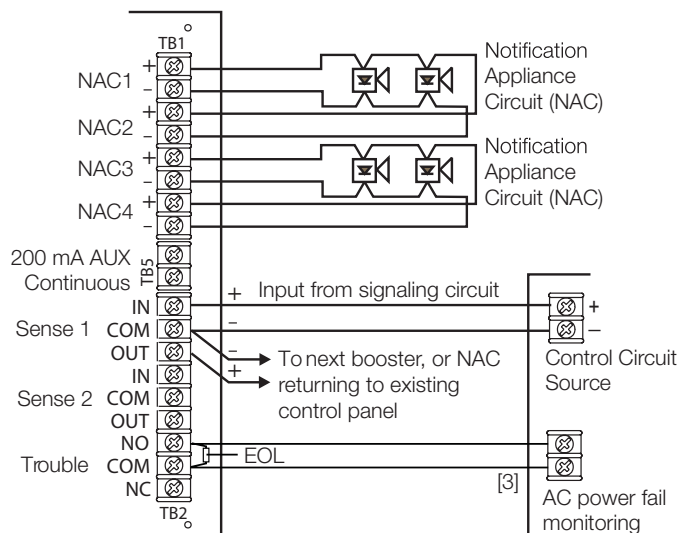 TB1
NAC1
+
–
NAC2
+
–
NAC3
+
–
NAC4
+
–
Notification
Appliance
Circuit (NAC)
Notification
Appliance
Circuit (NAC)
200 mA AUX
Continuous
TB5
Sense 1
IN
COM
OUT
+
Input from signaling circuit
–
–
+
To next booster, or NAC
returning to existing
control panel
+
–
Control Circuit
Source
Sense 2
IN
COM
OUT
Trouble
NO
COM
NC
EOL
[3]
AC power fail
monitoring
TB2